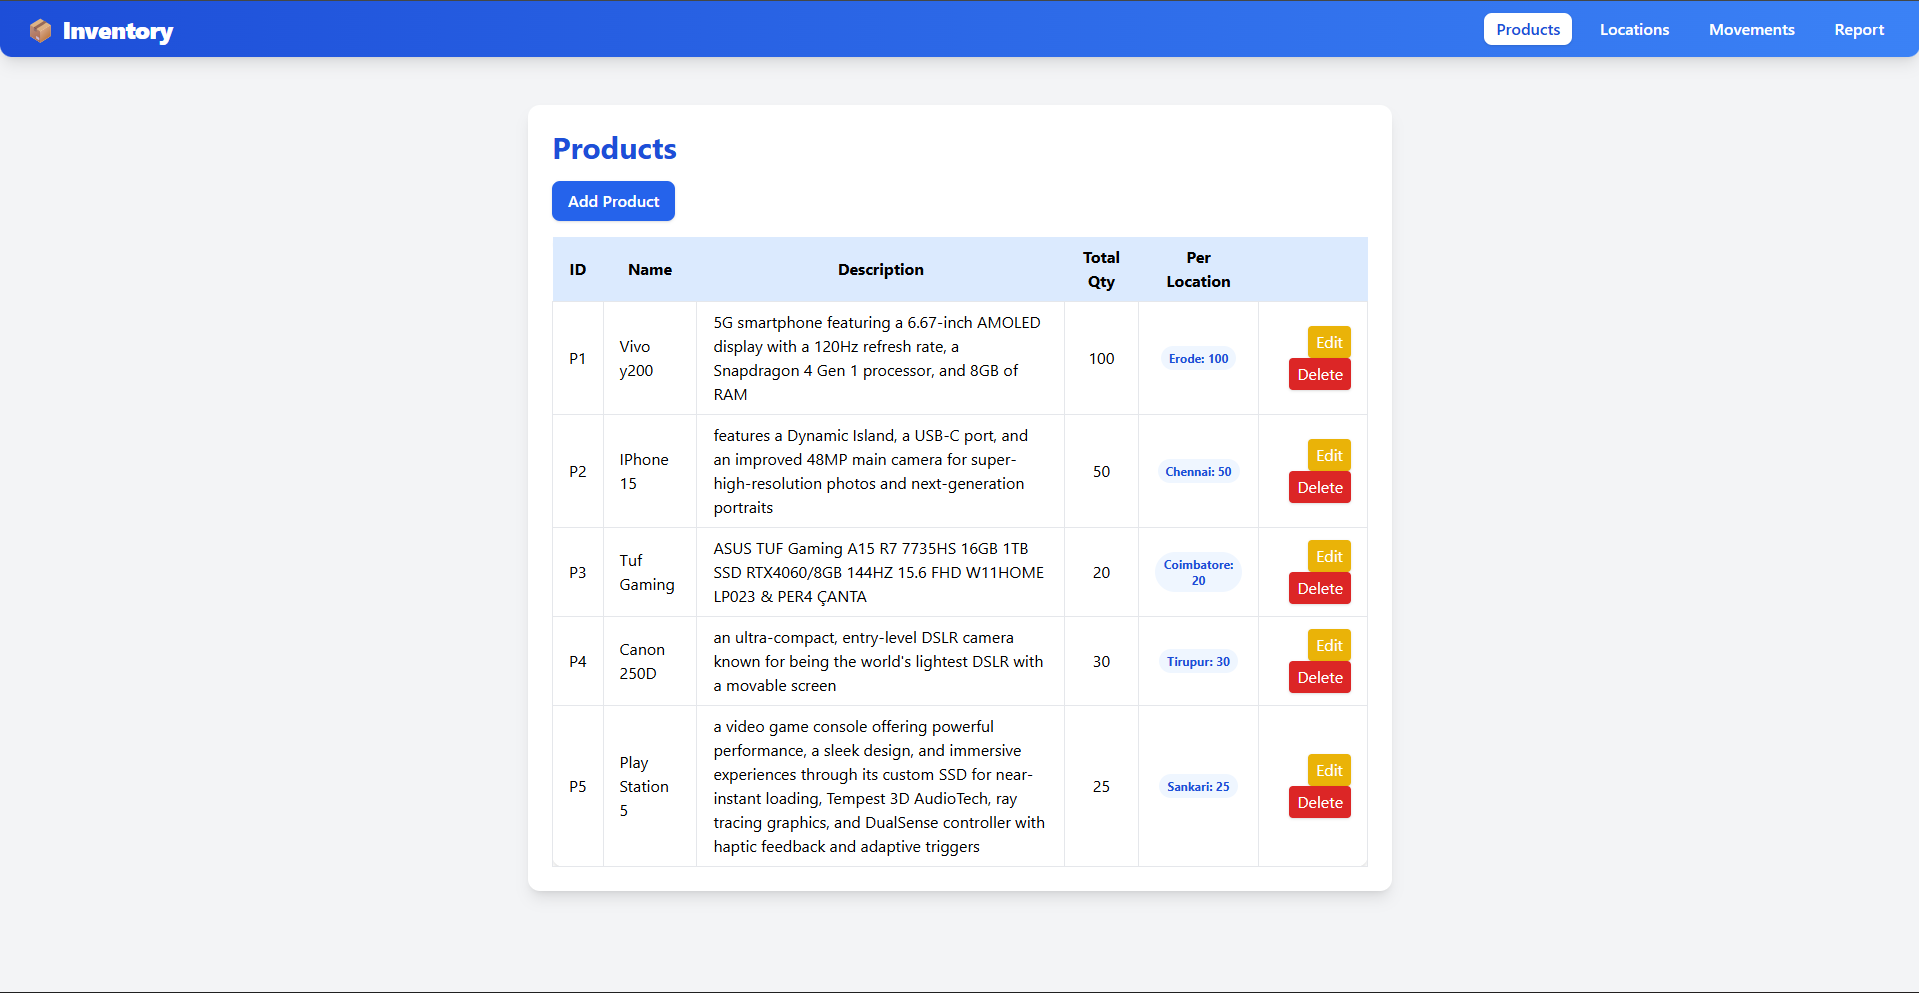 Inventory
Products
Locations
Movements
Report
Products
Add Product
ID
Name
Description
Total
Qty
Per
Location
P1
Vivo
y200
5G smartphone featuring a 6.67-inch AMOLED
display with a 120Hz refresh rate, a
Snapdragon 4 Gen 1 processor, and 8GB of
RAM
100
Erode: 100
Edit
Delete
P2
IPhone
15
features a Dynamic Island, a USB-C port, and
an improved 48MP main camera for super-
high-resolution photos and next-generation
portraits
50
Chennai: 50
Edit
Delete
P3
Tuf
Gaming
ASUS TUF Gaming A15 R7 7735HS 16GB 1TB
SSD RTX4060/8GB 144HZ 15.6 FHD W11HOME
LP023 & PER4 ÇANTA
20
Coimbatore:
20
Edit
Delete
P4
Canon
250D
an ultra-compact, entry-level DSLR camera
known for being the world's lightest DSLR with
a movable screen
30
Tirupur: 30
Edit
Delete
P5
Play
Station
5
a video game console offering powerful
performance, a sleek design, and immersive
experiences through its custom SSD for near-
instant loading, Tempest 3D AudioTech, ray
tracing graphics, and DualSense controller with
haptic feedback and adaptive triggers
25
Sankari: 25
Edit
Delete